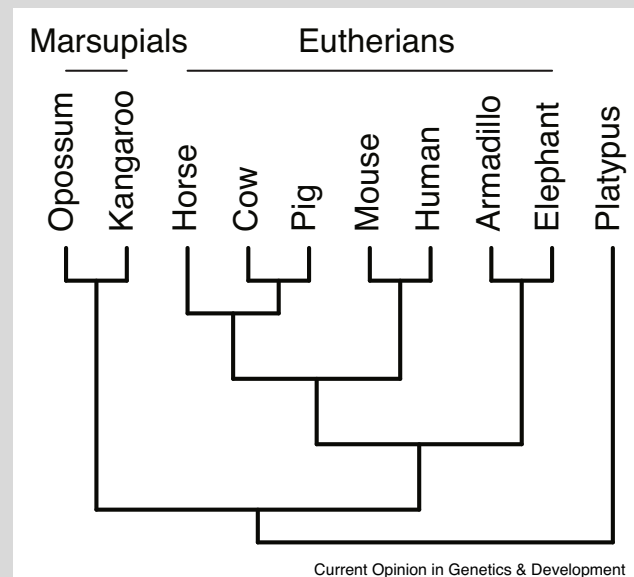 Marsupials Eutherians
Opossum
Kangaroo
Horse
Cow
Pig
Mouse
Human
Armadillo
Elephant
Platypus
Current Opinion in Genetics & Development